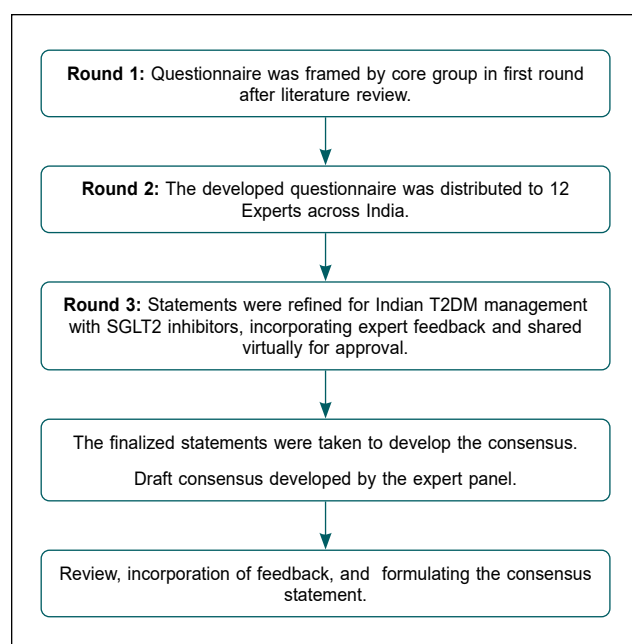 Round 1: Questionnaire was framed by core group in first round
after literature review.
Round 2: The developed questionnaire was distributed to 12
Experts across India.
Round 3: Statements were refined for Indian T2DM management
with SGLT2 inhibitors, incorporating expert feedback and shared
virtually for approval.
The finalized statements were taken to develop the consensus.
Draft consensus developed by the expert panel.
Review, incorporation of feedback, and formulating the consensus
statement.